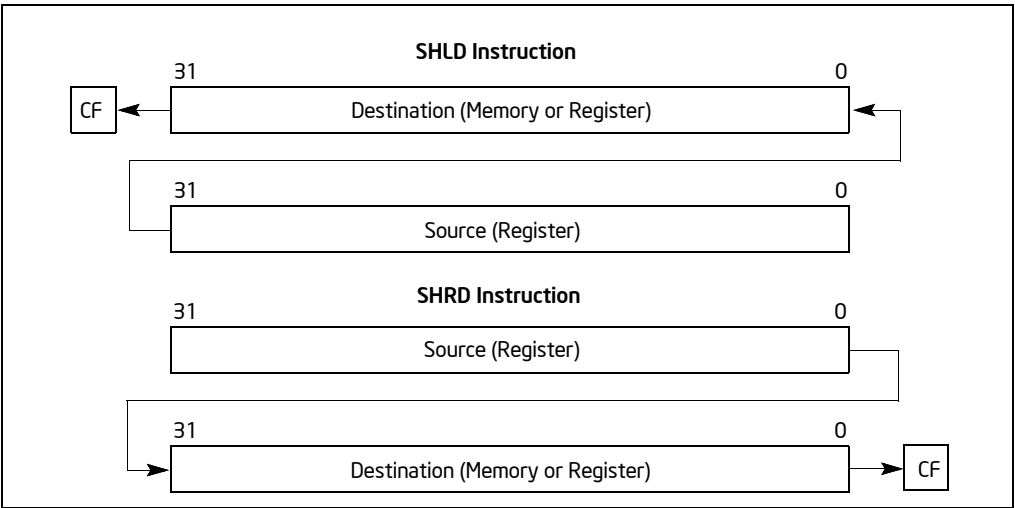 SHLD Instruction
31 0
CF Destination (Memory or Register)
31 0
Source (Register)
SHRD Instruction
31 0
Source (Register)
31 0
Destination (Memory or Register) CF